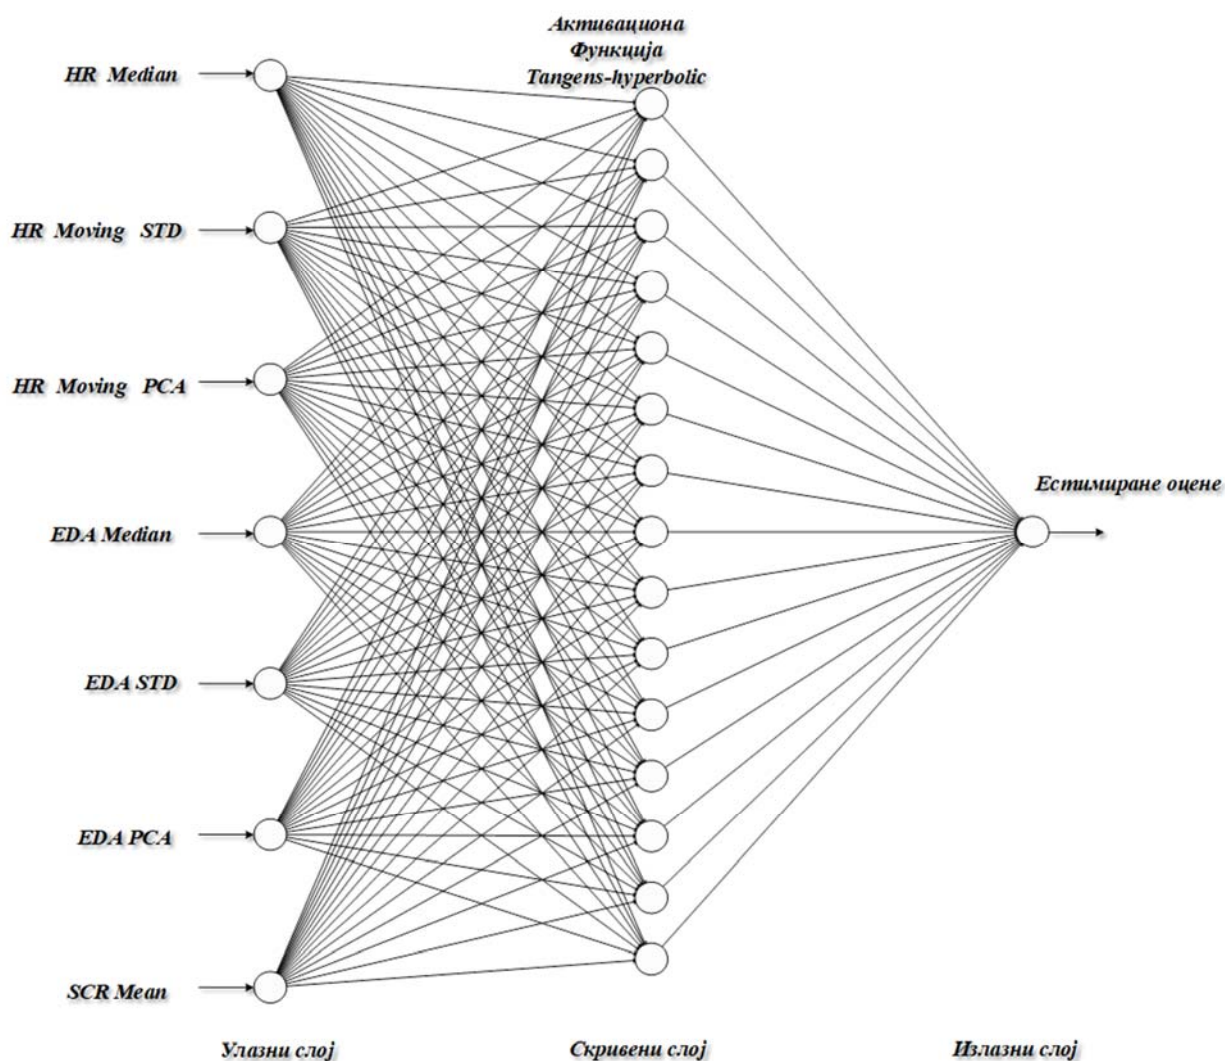 Активациона
Функција
Tangens-hyperbolic
HR Median
HR Moving STD
HR Moving PCA
EDA Median
EDA STD
EDA PCA
SCR Mean
Естимиране оцене
Улазни слој
Скривени слој
Излазни слој